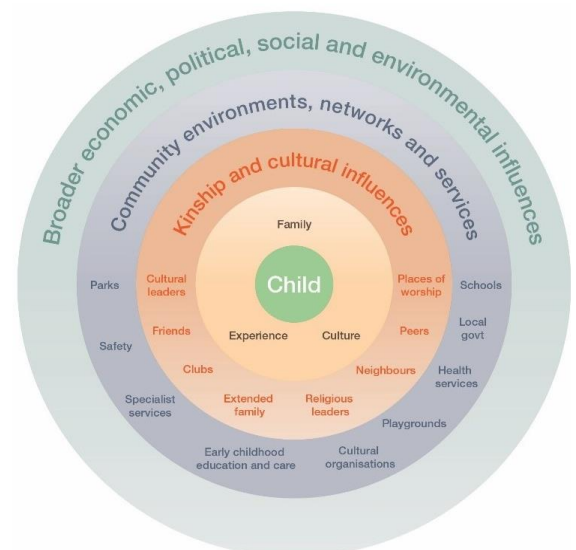 Broader economic, political, social and environmental influences
Community environments, networks and services
Kinship and cultural influences
Family
Child
Experience
Culture
Cultural
leaders
Friends
Clubs
Extended
family
Religious
leaders
Neighbours
Peers
Places of
worship
Parks
Safety
Specialist
services
Early childhood
education and care
Cultural
organisations
Playgrounds
Health
services
Local
govt
Schools